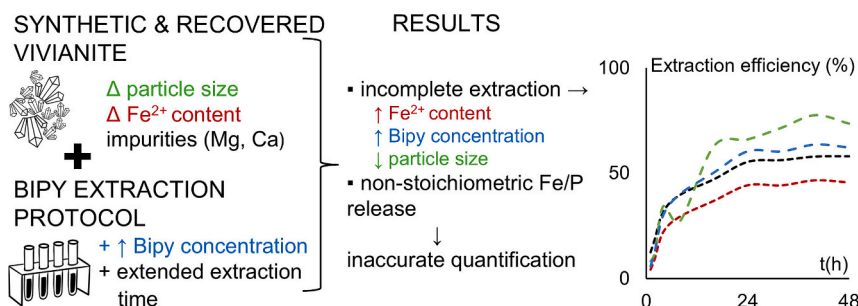 SYNTHETIC & RECOVERED
VIVIANITE
Δ particle size
Δ Fe²⁺ content
impurities (Mg, Ca)
+
BIPY EXTRACTION
PROTOCOL
+ ↑ Bipy concentration
+ extended extraction
time
RESULTS
▪ incomplete extraction →
↑ Fe²⁺ content
↑ Bipy concentration
↓ particle size
▪ non-stoichiometric Fe/P
release
↓
inaccurate quantification
Extraction efficiency (%)
100
50
0
0
24
48
t(h)